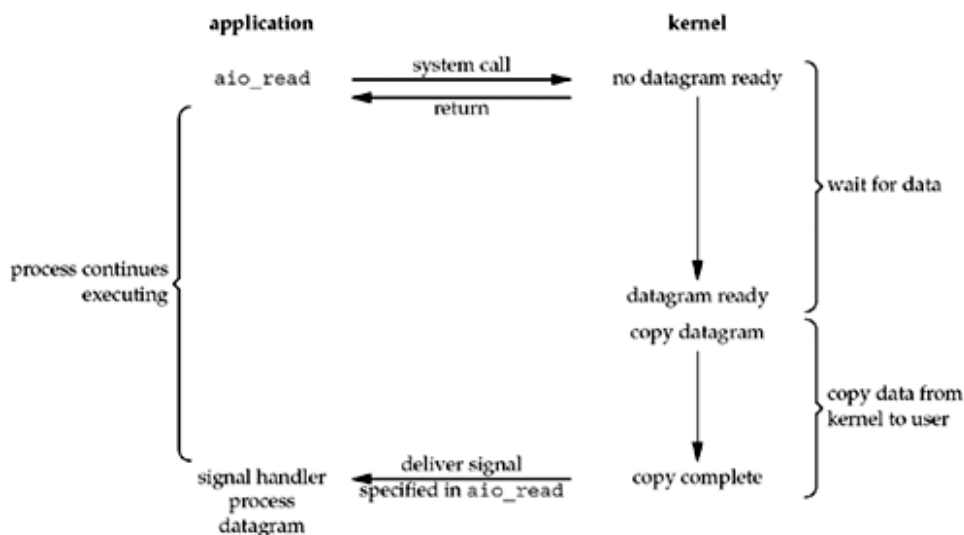 application
kernel
aio_read
system call
no datagram ready
return
wait for data
process continues
executing
datagram ready
copy datagram
copy data from
kernel to user
deliver signal
copy complete
signal handler
specified in aio_read
process
datagram